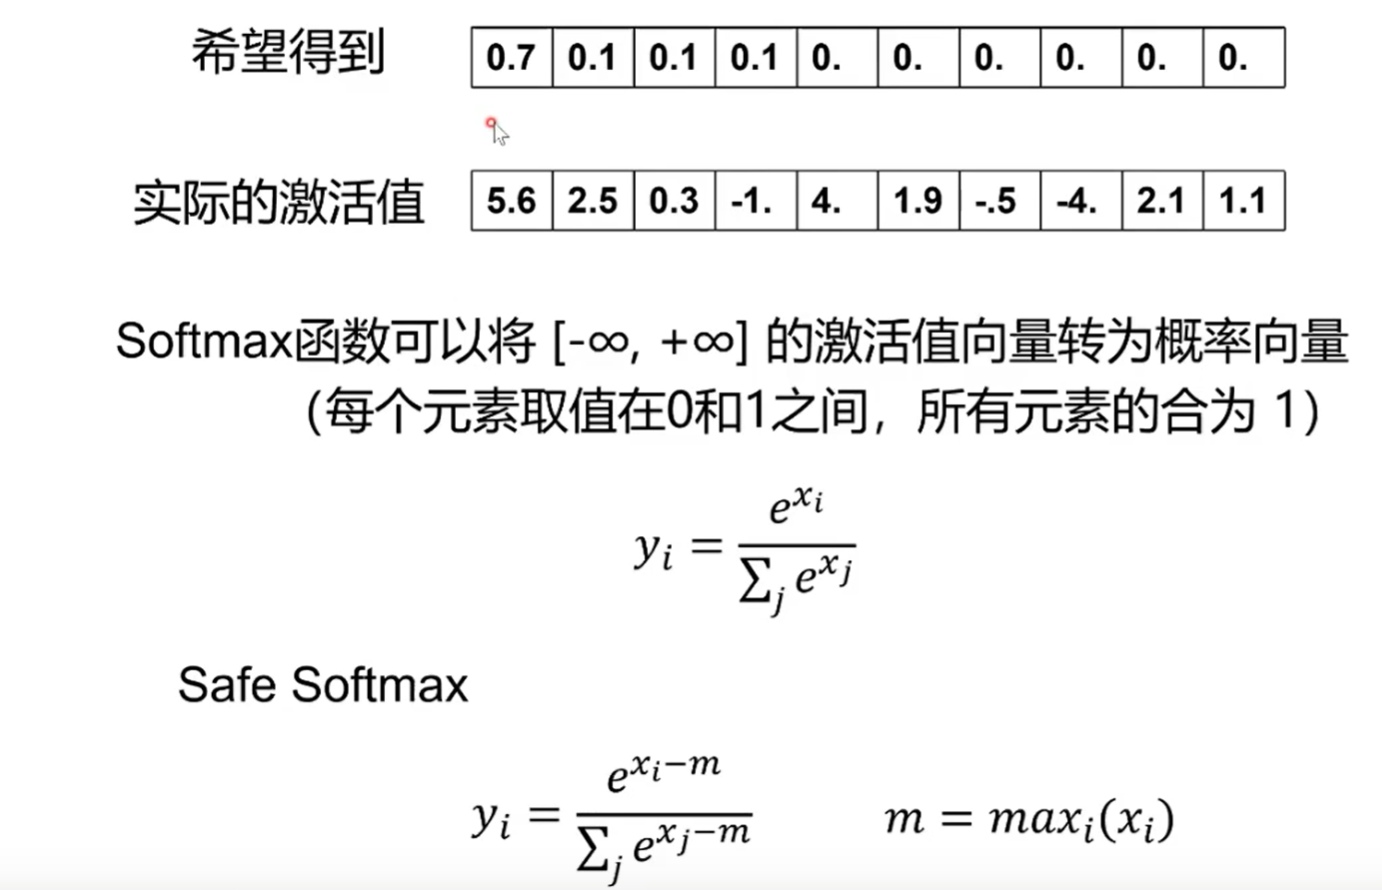 希望得到 0.7 0.1 0.1 0.1 0. 0. 0. 0. 0. 0.
实际的激活值 5.6 2.5 0.3 -1. 4. 1.9 -.5 -4. 2.1 1.1
Softmax函数可以将 [-∞, +∞] 的激活值向量转为概率向量
（每个元素取值在0和1之间，所有元素的合为 1）
y_i = e^{x_i} / ∑_j e^{x_j}
Safe Softmax
y_i = e^{x_i-m} / ∑_j e^{x_j-m} m = max_i(x_i)